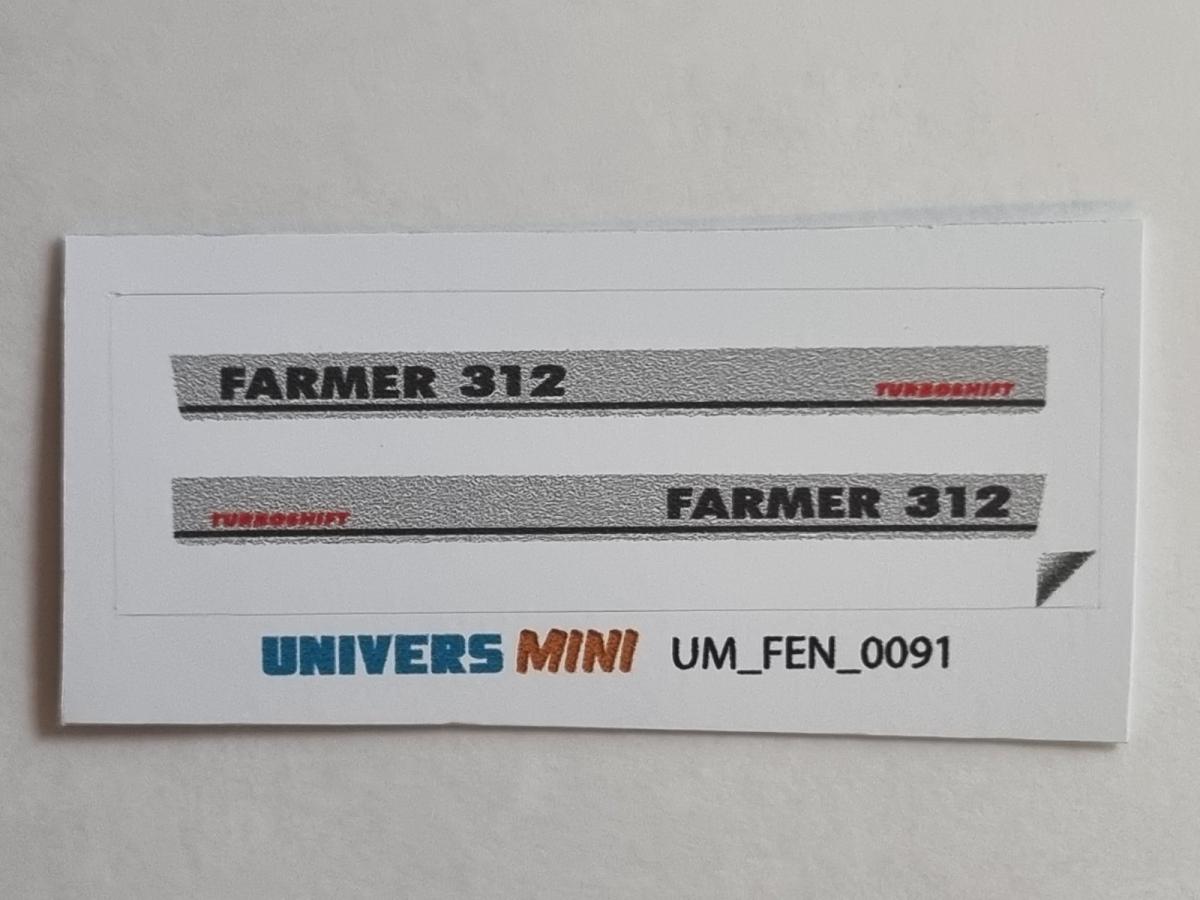 FARMER 312 TURBOSHIFT
TURBOSHIFT FARMER 312
UNIVERS MINI UM_FEN_0091